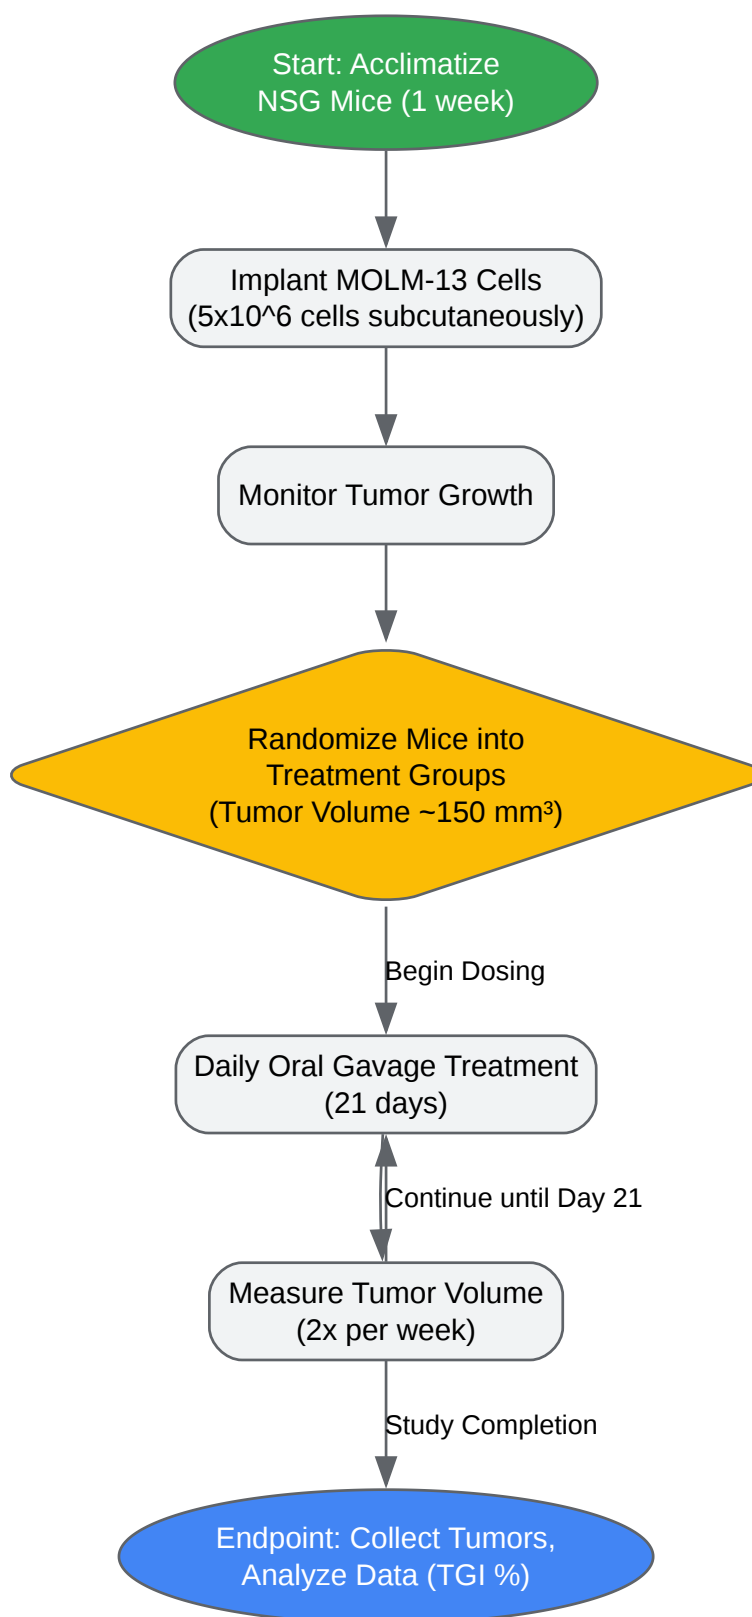 Start: Acclimatize
NSG Mice (1 week)
Implant MOLM-13 Cells
(5x10^6 cells subcutaneously)
Monitor Tumor Growth
Randomize Mice into
Treatment Groups
(Tumor Volume ~150 mm³)
Begin Dosing
Daily Oral Gavage Treatment
(21 days)
Continue until Day 21
Measure Tumor Volume
(2x per week)
Study Completion
Endpoint: Collect Tumors,
Analyze Data (TGI %)